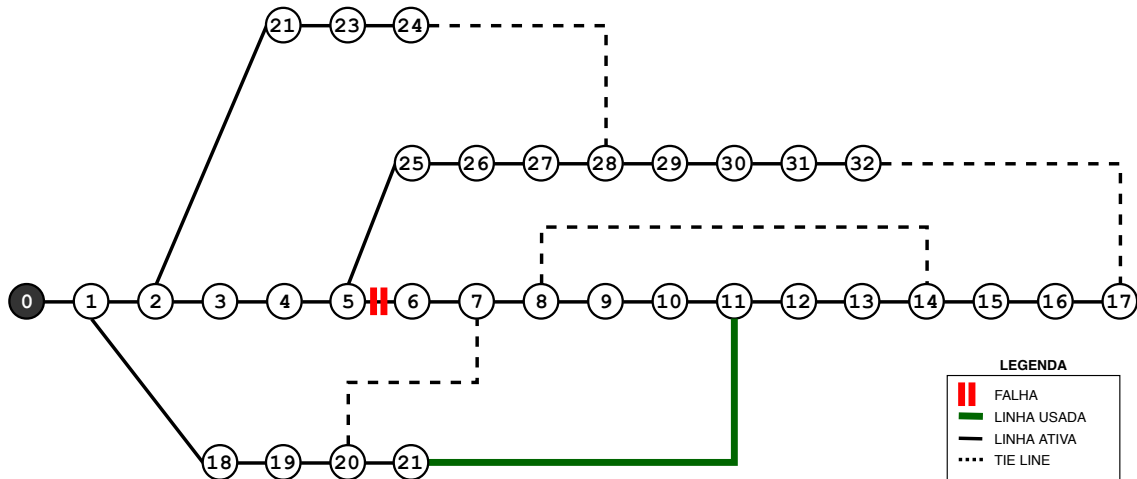 21 23 24
25 26 27 28 29 30 31 32
0 1 2 3 4 5 6 7 8 9 10 11 12 13 14 15 16 17
18 19 20 21
LEGENDA
FALHA
LINHA USADA
LINHA ATIVA
TIE LINE